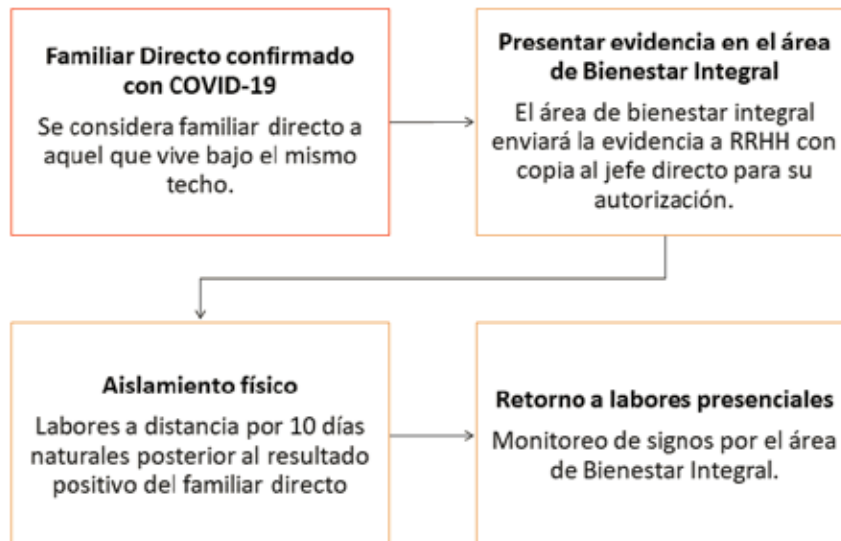 Familiar Directo confirmado
con COVID-19
Se considera familiar directo a
aquel que vive bajo el mismo
techo.
Presentar evidencia en el área
de Bienestar Integral
El área de bienestar integral
enviará la evidencia a RRHH con
copia al jefe directo para su
autorización.
Aislamiento físico
Labores a distancia por 10 días
naturales posterior al resultado
positivo del familiar directo
Retorno a labores presenciales
Monitoreo de signos por el área
de Bienestar Integral.